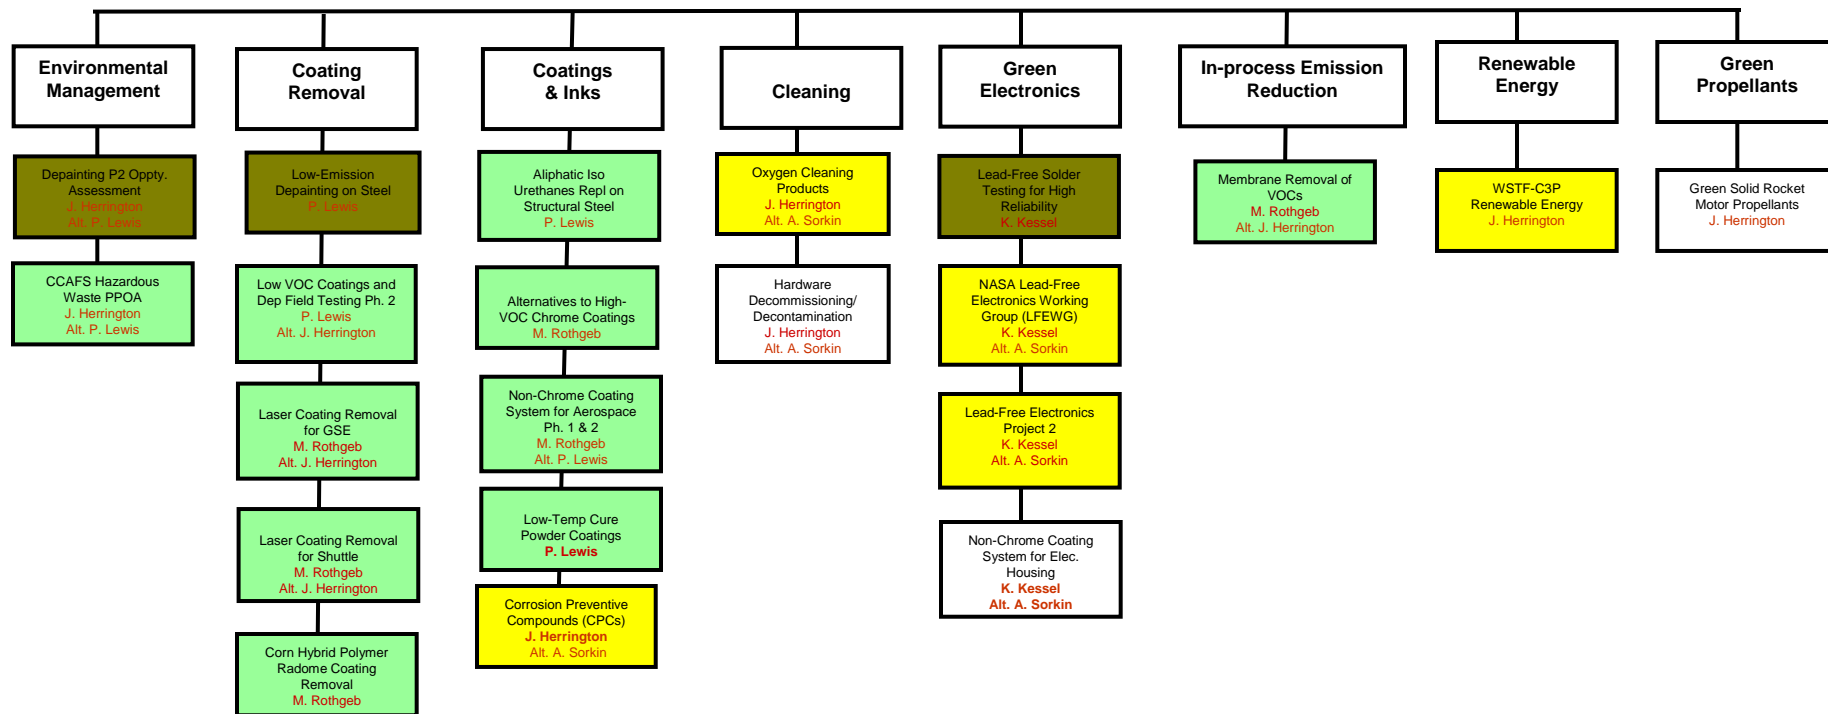 Environmental
Management
Depainting P2 Oppty.
Assessment
J. Herrington
Alt. P. Lewis
CCAFS Hazardous
Waste PPOA
J. Herrington
Alt. P. Lewis
Coating
Removal
Low-Emission
Depainting on Steel
P. Lewis
Low VOC Coatings and
Dep Field Testing Ph. 2
P. Lewis
Alt. J. Herrington
Laser Coating Removal
for GSE
M. Rothgeb
Alt. J. Herrington
Laser Coating Removal
for Shuttle
M. Rothgeb
Alt. J. Herrington
Corn Hybrid Polymer
Radome Coating
Removal
M. Rothgeb
Coatings
& Inks
Aliphatic Iso
Urethanes Repl on
Structural Steel
P. Lewis
Alternatives to High-
VOC Chrome Coatings
M. Rothgeb
Non-Chrome Coating
System for Aerospace
Ph. 1 & 2
M. Rothgeb
Alt. P. Lewis
Low-Temp Cure
Powder Coatings
P. Lewis
Corrosion Preventive
Compounds (CPCs)
J. Herrington
Alt. A. Sorkin
Cleaning
Oxygen Cleaning
Products
J. Herrington
Alt. A. Sorkin
Hardware
Decommissioning/
Decontamination
J. Herrington
Alt. A. Sorkin
Green
Electronics
Lead-Free Solder
Testing for High
Reliability
K. Kessel
NASA Lead-Free
Electronics Working
Group (LFEWG)
K. Kessel
Alt. A. Sorkin
Lead-Free Electronics
Project 2
K. Kessel
Alt. A. Sorkin
Non-Chrome Coating
System for Elec.
Housing
K. Kessel
Alt. A. Sorkin
In-process Emission
Reduction
Membrane Removal of
VOCs
M. Rothgeb
Alt. J. Herrington
Renewable
Energy
WSTF-C3P
Renewable Energy
J. Herrington
Green
Propellants
Green Solid Rocket
Motor Propellants
J. Herrington